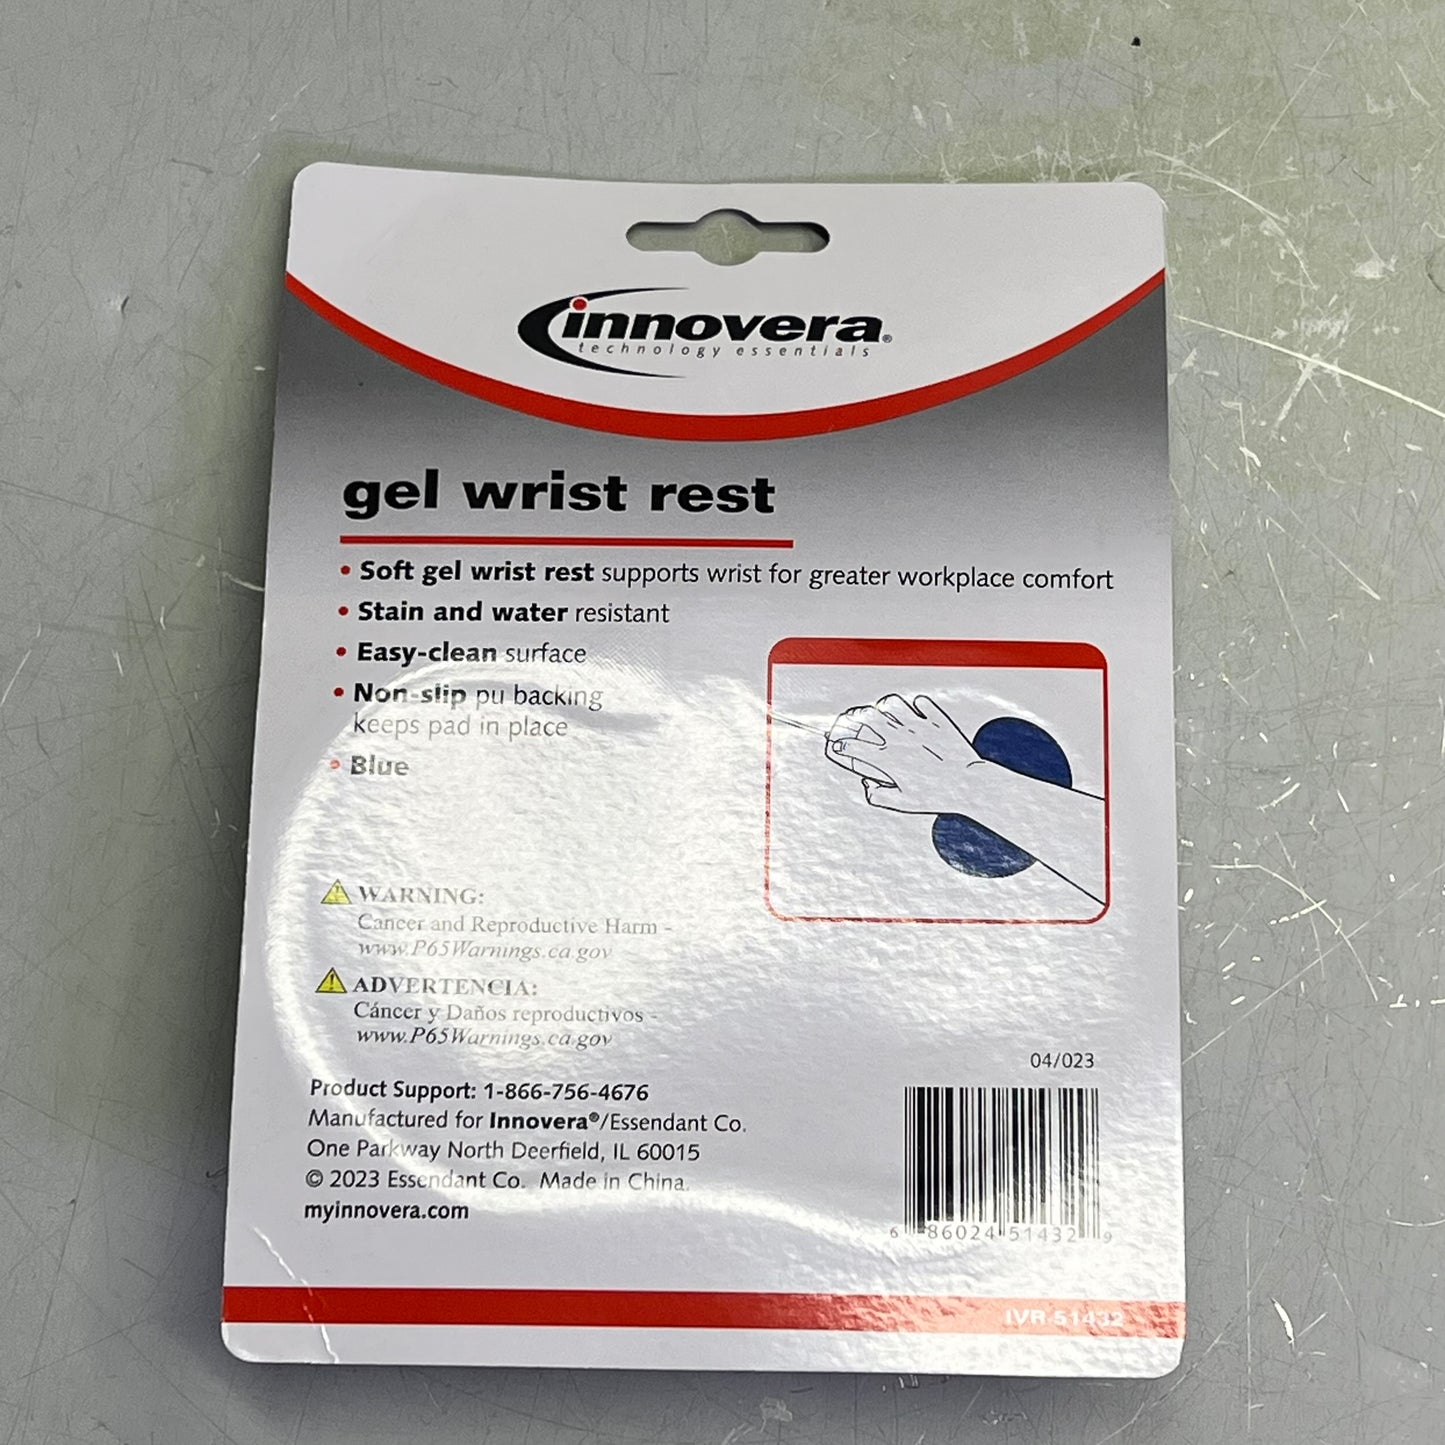 innovera®
technology essentials
gel wrist rest
• Soft gel wrist rest supports wrist for greater workplace comfort
• Stain and water resistant
• Easy-clean surface
• Non-slip pu backing
keeps pad in place
• Blue
WARNING:
Cancer and Reproductive Harm -
www.P65Warnings.ca.gov
ADVERTENCIA:
Cáncer y Daños reproductivos -
www.P65Warnings.ca.gov
Product Support: 1-866-756-4676
Manufactured for Innovera®/Essendant Co.
One Parkway North Deerfield, IL 60015
© 2023 Essendant Co. Made in China.
myinnovera.com
04/023
6 86024 51432 9
IVR 51432